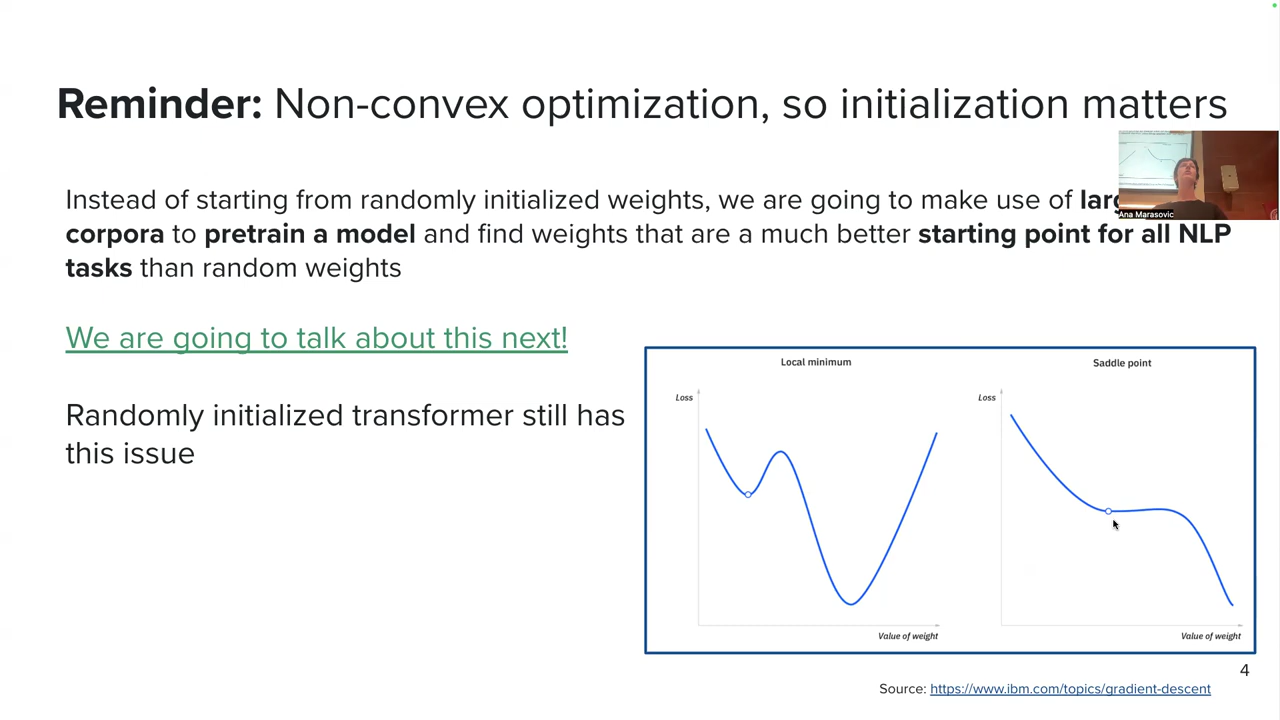 Reminder: Non-convex optimization, so initialization matters
Instead of starting from randomly initialized weights, we are going to make use of
corpora to pretrain a model and find weights that are a much better starting point for all NLP
tasks than random weights
Ana Marasovic
We are going to talk about this next!
Randomly initialized transformer still has
this issue
Local minimum
Loss
Value of weight
Saddle point
Loss
Value of weight
4
Source: https://www.ibm.com/topics/gradient-descent